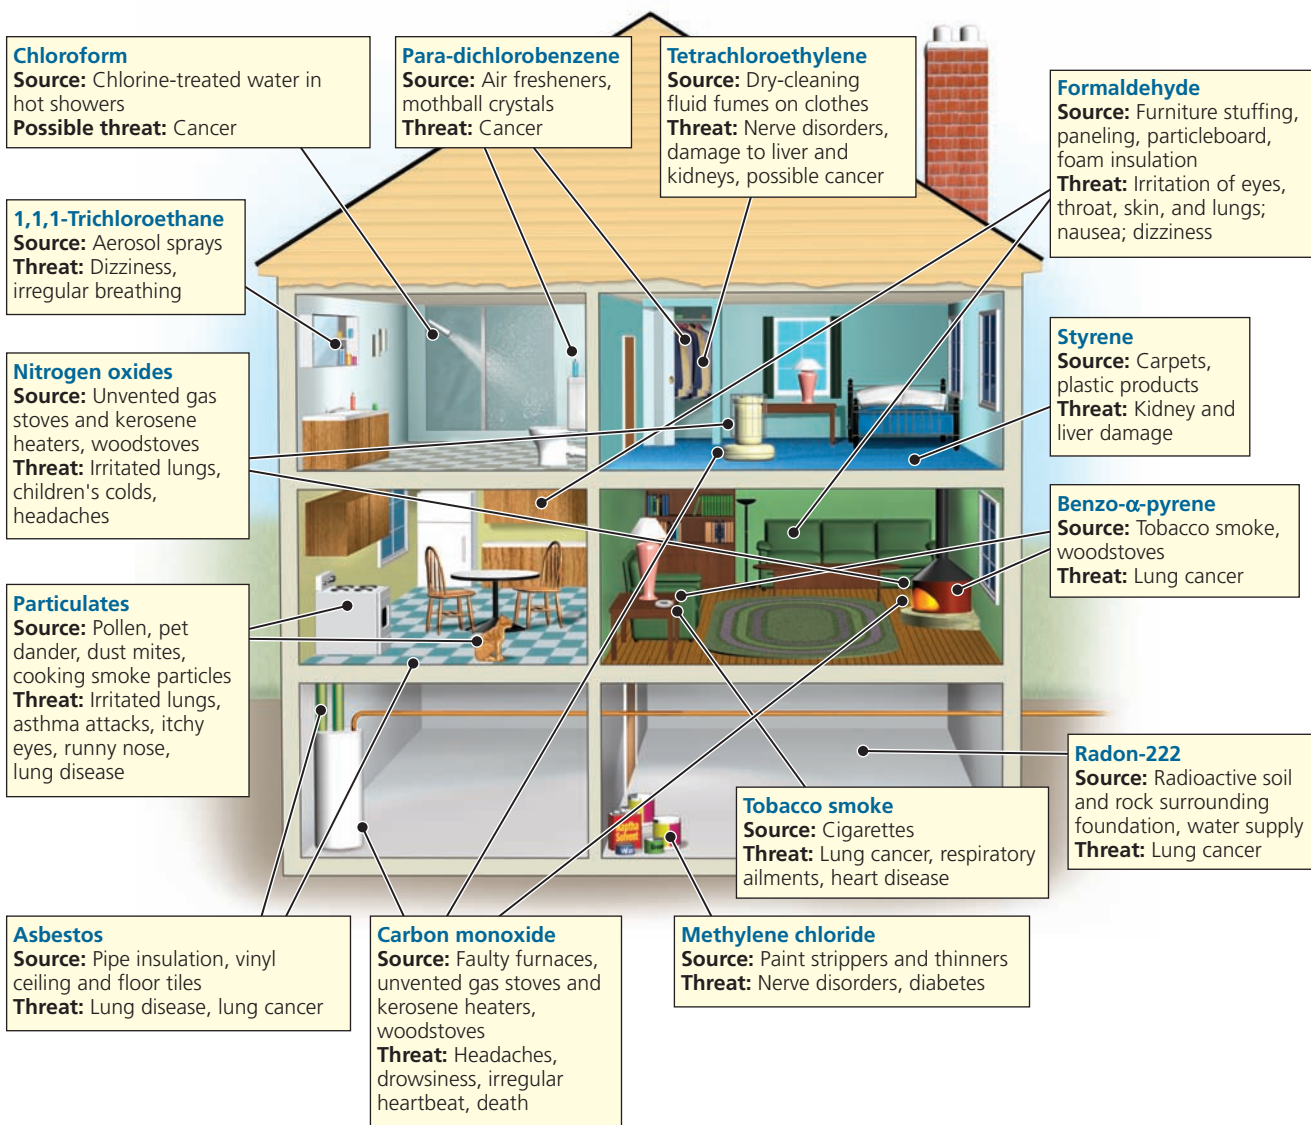 Chloroform
Source: Chlorine-treated water in
hot showers
Possible threat: Cancer
Para-dichlorobenzene
Source: Air fresheners,
mothball crystals
Threat: Cancer
Tetrachloroethylene
Source: Dry-cleaning
fluid fumes on clothes
Threat: Nerve disorders,
damage to liver and
kidneys, possible cancer
Formaldehyde
Source: Furniture stuffing,
paneling, particleboard,
foam insulation
Threat: Irritation of eyes,
throat, skin, and lungs;
nausea; dizziness
1,1,1-Trichloroethane
Source: Aerosol sprays
Threat: Dizziness,
irregular breathing
Styrene
Source: Carpets,
plastic products
Threat: Kidney and
liver damage
Nitrogen oxides
Source: Unvented gas
stoves and kerosene
heaters, woodstoves
Threat: Irritated lungs,
children's colds,
headaches
Benzo-α-pyrene
Source: Tobacco smoke,
woodstoves
Threat: Lung cancer
Particulates
Source: Pollen, pet
dander, dust mites,
cooking smoke particles
Threat: Irritated lungs,
asthma attacks, itchy
eyes, runny nose,
lung disease
Radon-222
Source: Radioactive soil
and rock surrounding
foundation, water supply
Threat: Lung cancer
Tobacco smoke
Source: Cigarettes
Threat: Lung cancer, respiratory
ailments, heart disease
Solvent
Asbestos
Source: Pipe insulation, vinyl
ceiling and floor tiles
Threat: Lung disease, lung cancer
Carbon monoxide
Source: Faulty furnaces,
unvented gas stoves and
kerosene heaters,
woodstoves
Threat: Headaches,
drowsiness, irregular
heartbeat, death
Methylene chloride
Source: Paint strippers and thinners
Threat: Nerve disorders, diabetes